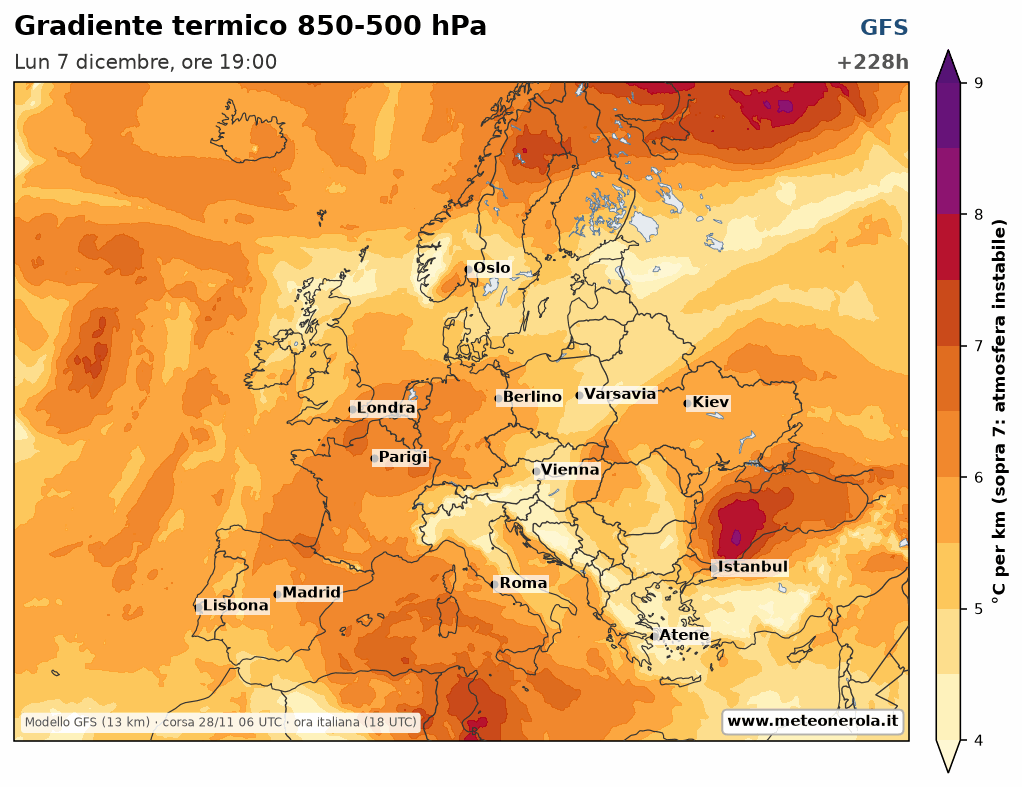 Gradiente termico 850-500 hPa
GFS
Lun 7 dicembre, ore 19:00
+228h
9
8
7
6
5
4
°C per km (sopra 7: atmosfera instabile)
Oslo
Londra
Berlino
Varsavia
Kiev
Parigi
Vienna
Istanbul
Roma
Madrid
Lisbona
Atene
Modello GFS (13 km) · corsa 28/11 06 UTC · ora italiana (18 UTC)
www.meteonerola.it